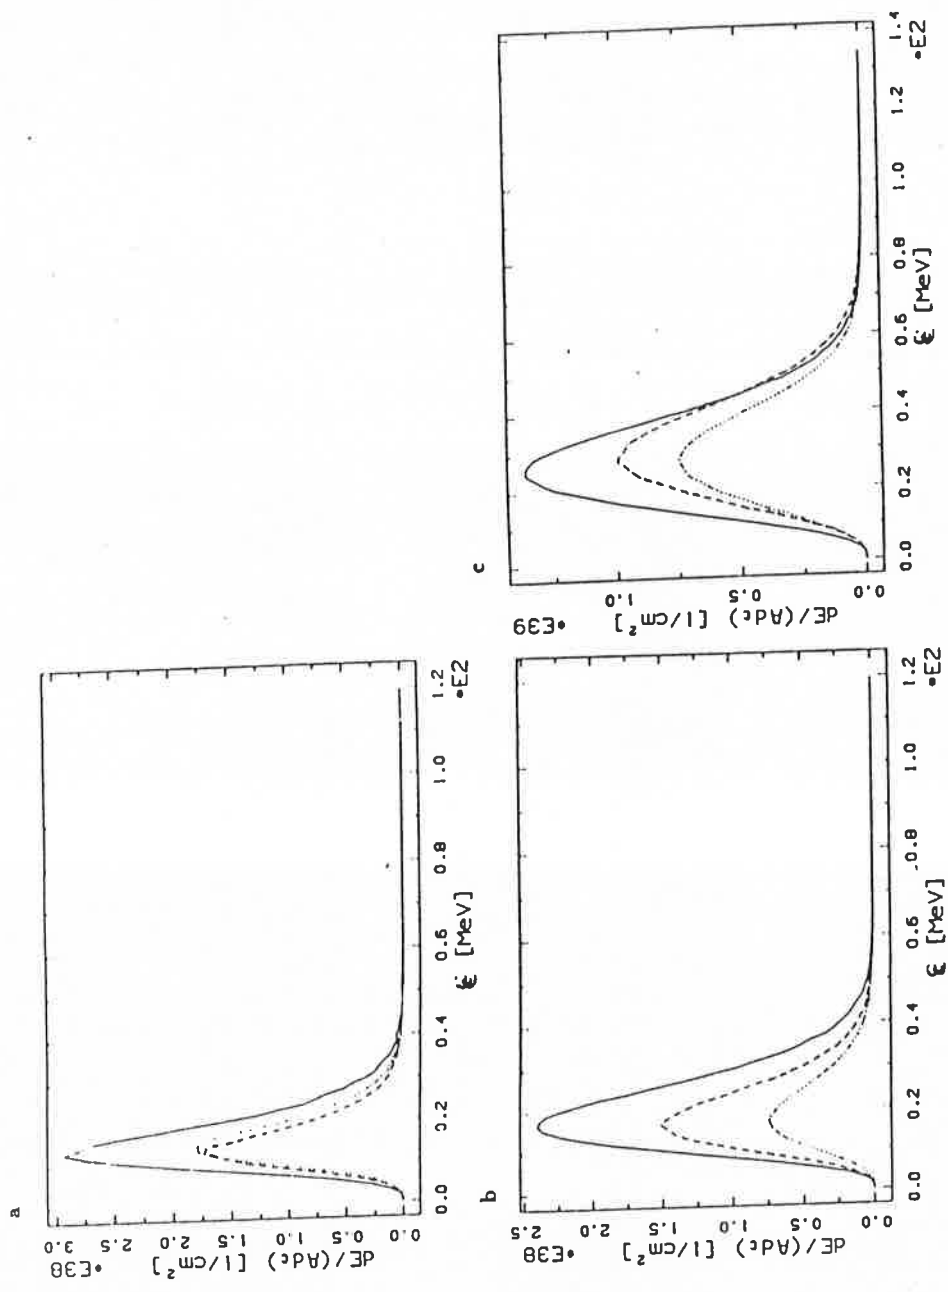 a
3.0 2.5 2.0 1.5 1.0 0.5 0.0
•E38
dE/(Adε) [1/cm²]
0.0 0.2 0.4 0.6 0.8 1.0 1.2
•E2
ε [MeV]
b
2.5 2.0 1.5 1.0 0.5 0.0
•E38
dE/(Adε) [1/cm²]
0.0 0.2 0.4 0.6 0.8 1.0 1.2
•E2
ε [MeV]
c
1.0 0.5 0.0
•E39
dE/(Adε) [1/cm²]
0.0 0.2 0.4 0.6 0.8 1.0 1.2 1.4
•E2
ε [MeV]